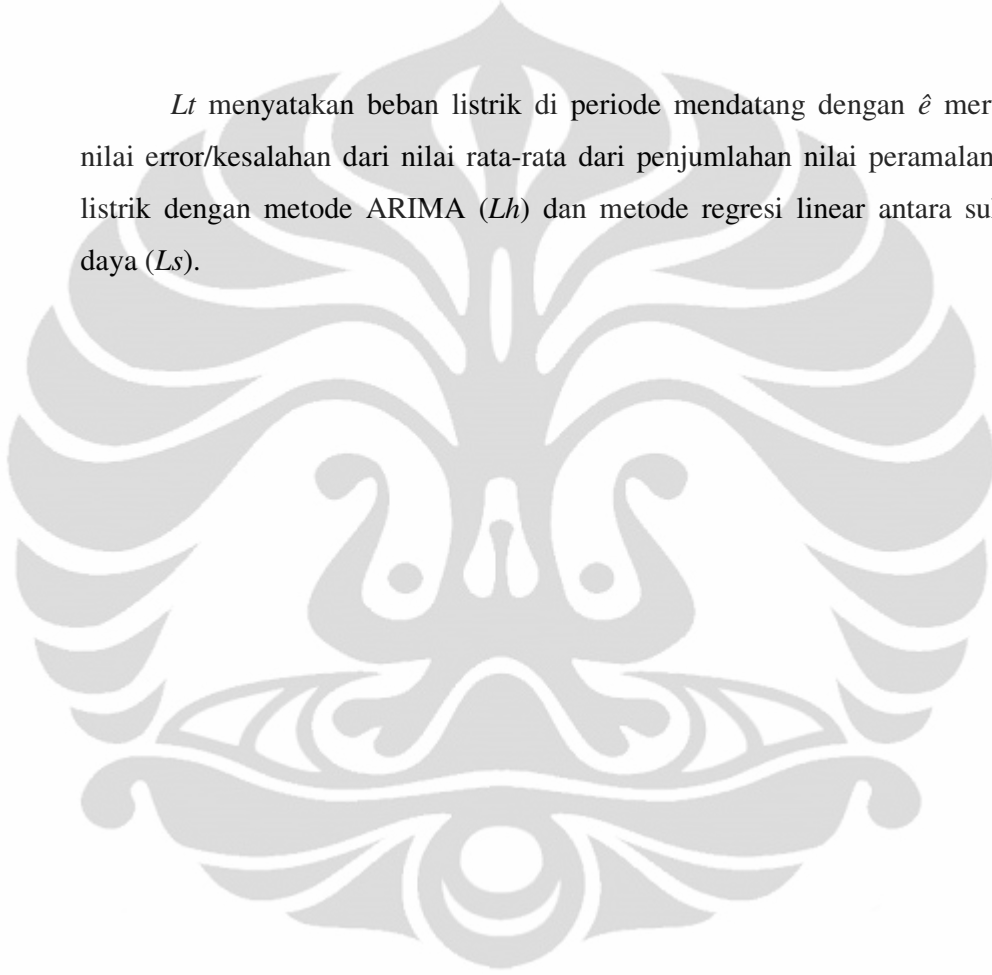 Lt menyatakan beban listrik di periode mendatang dengan ê mer
nilai error/kesalahan dari nilai rata-rata dari penjumlahan nilai peramalan
listrik dengan metode ARIMA (Lh) dan metode regresi linear antara su
daya (Ls).